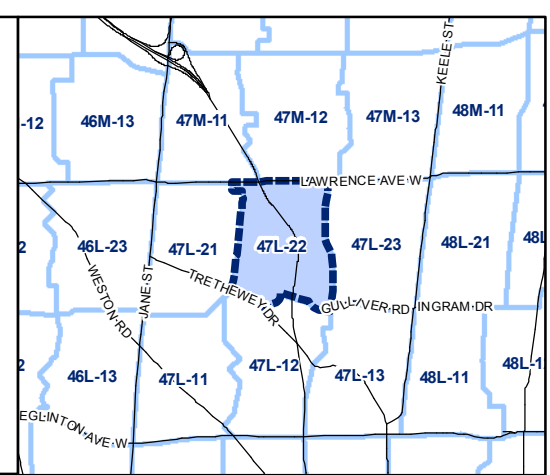 KEELE ST
-12 46M-13 47M-11 47M-12 47M-13 48M-11
LAWRENCE AVE W
2 46L-23 47L-21 47L-22 47L-23 48L-21 48L
WESTON RD
JANE ST
TRETHEWEY DR
GULLIVER RD INGRAM DR
2 46L-13 47L-11 47L-12 47L-13 48L-11 48L-1
EGLINTON AVE W